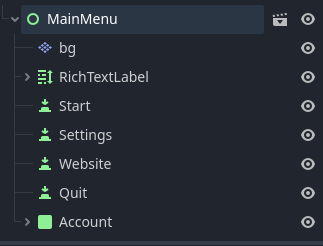 MainMenu
bg
RichTextLabel
Start
Settings
Website
Quit
Account